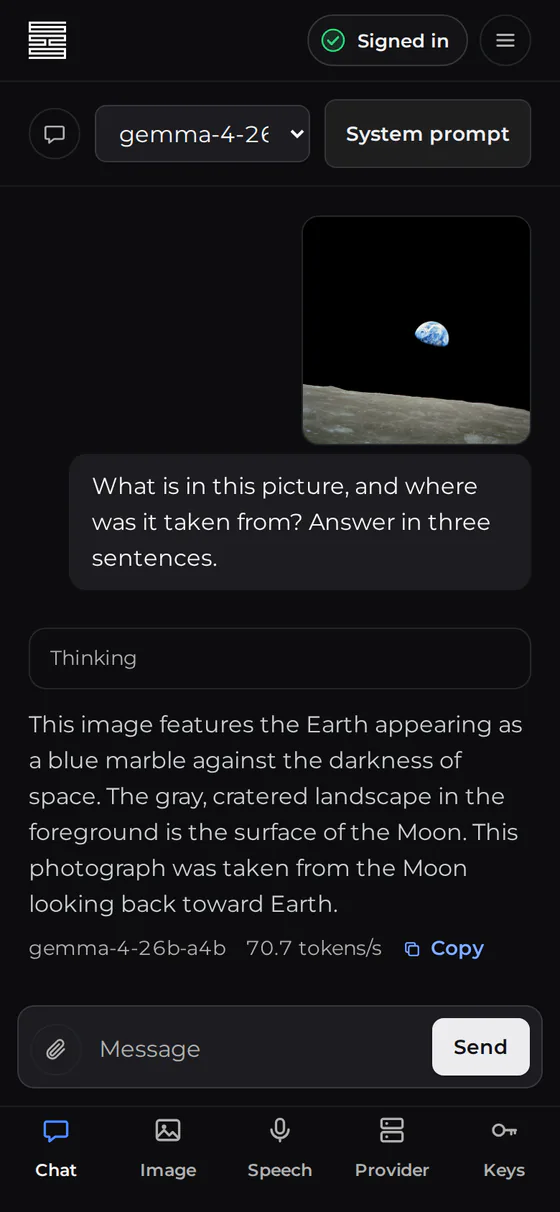 Signed in
gemma-4-26
System prompt
What is in this picture, and where
was it taken from? Answer in three
sentences.
Thinking
This image features the Earth appearing as
a blue marble against the darkness of
space. The gray, cratered landscape in the
foreground is the surface of the Moon. This
photograph was taken from the Moon
looking back toward Earth.
gemma-4-26b-a4b 70.7 tokens/s Copy
Message
Send
Chat Image Speech Provider Keys